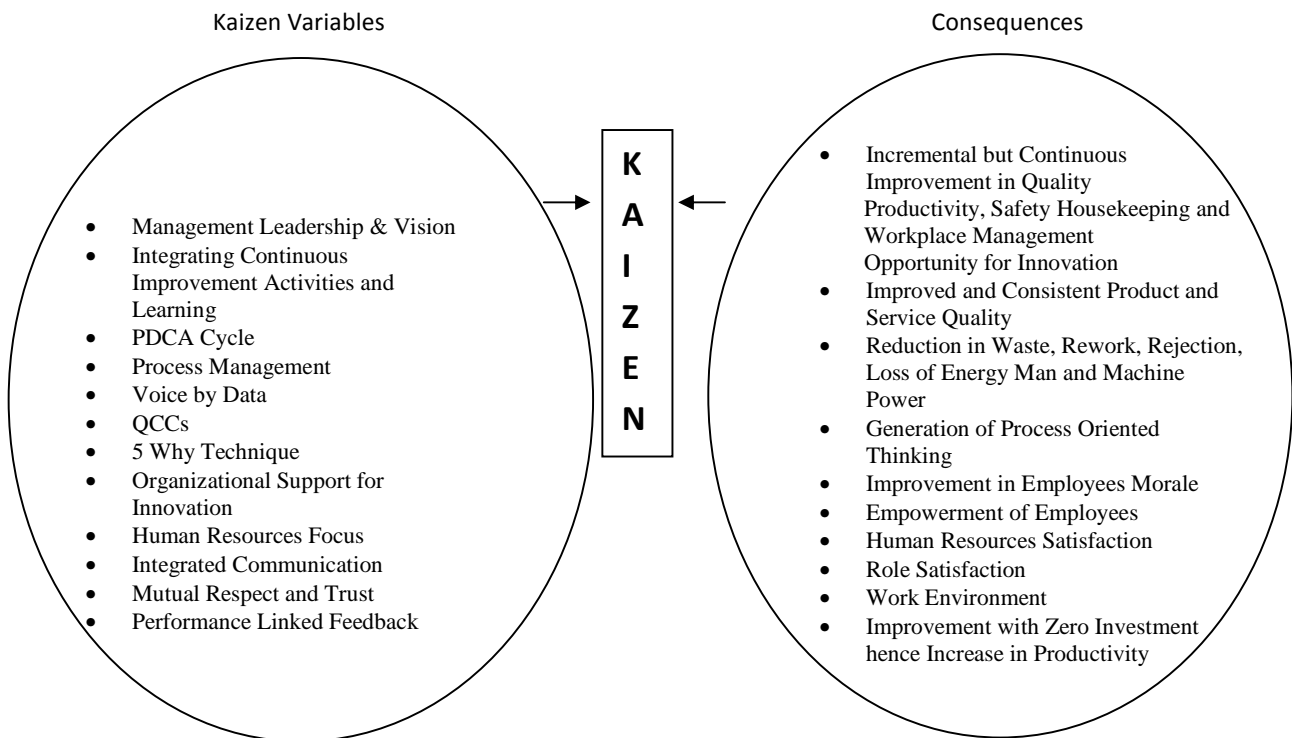 Kaizen Variables
Consequences
• Management Leadership & Vision
• Integrating Continuous
Improvement Activities and
Learning
• PDCA Cycle
• Process Management
• Voice by Data
• QCCs
• 5 Why Technique
• Organizational Support for
Innovation
• Human Resources Focus
• Integrated Communication
• Mutual Respect and Trust
• Performance Linked Feedback
K
A
I
Z
E
N
• Incremental but Continuous
Improvement in Quality
Productivity, Safety Housekeeping and
Workplace Management
Opportunity for Innovation
• Improved and Consistent Product and
Service Quality
• Reduction in Waste, Rework, Rejection,
Loss of Energy Man and Machine
Power
• Generation of Process Oriented
Thinking
• Improvement in Employees Morale
• Empowerment of Employees
• Human Resources Satisfaction
• Role Satisfaction
• Work Environment
• Improvement with Zero Investment
hence Increase in Productivity